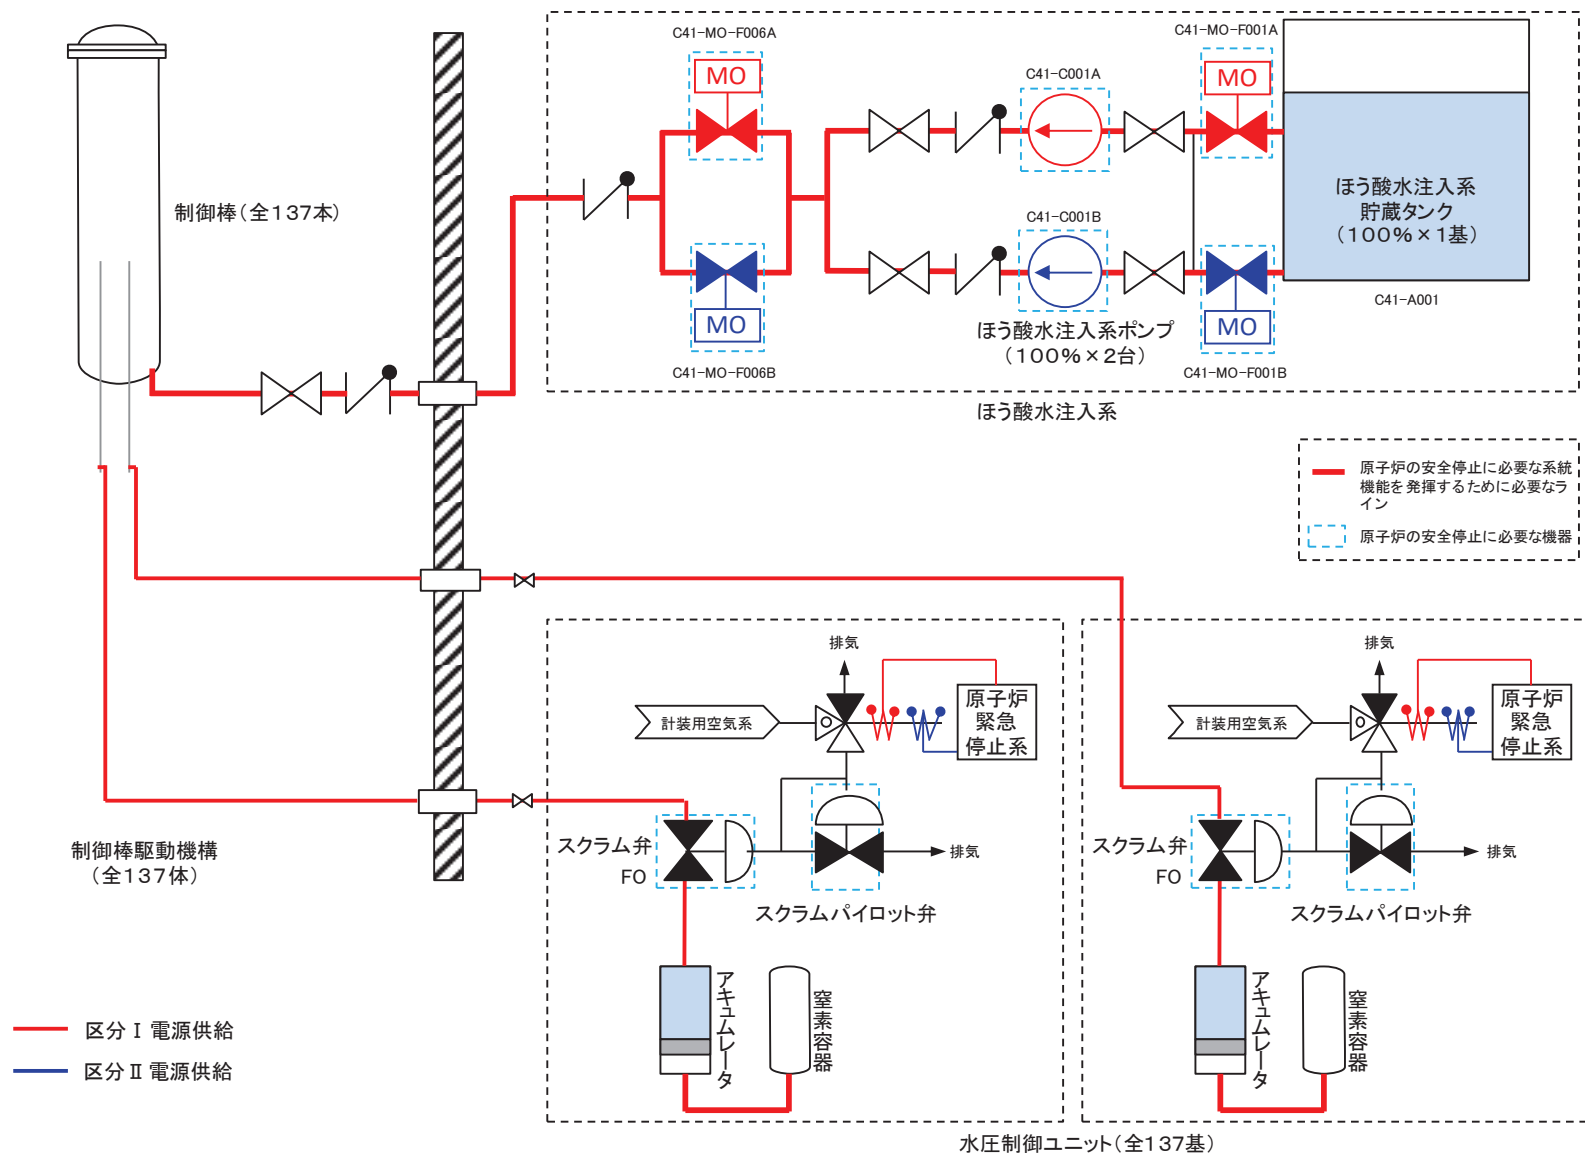 C41-MO-F006A
MO
C41-C001A
C41-MO-F001A
MO
制御棒（全137本）
ほう酸水注入系
貯蔵タンク
（100%×1基）
C41-C001B
MO
C41-MO-F006B
ほう酸水注入系ポンプ
（100%×2台）
MO
C41-MO-F001B
C41-A001
ほう酸水注入系
原子炉の安全停止に必要な系統
機能を発揮するために必要なラ
イン
原子炉の安全停止に必要な機器
排気
計装用空気系
原子炉
緊急
停止系
スクラム弁
FO
排気
スクラムパイロット弁
アキュムレータ
窒素容器
排気
計装用空気系
原子炉
緊急
停止系
スクラム弁
FO
排気
スクラムパイロット弁
アキュムレータ
窒素容器
制御棒駆動機構
（全137体）
区分Ⅰ電源供給
区分Ⅱ電源供給
水圧制御ユニット（全137基）